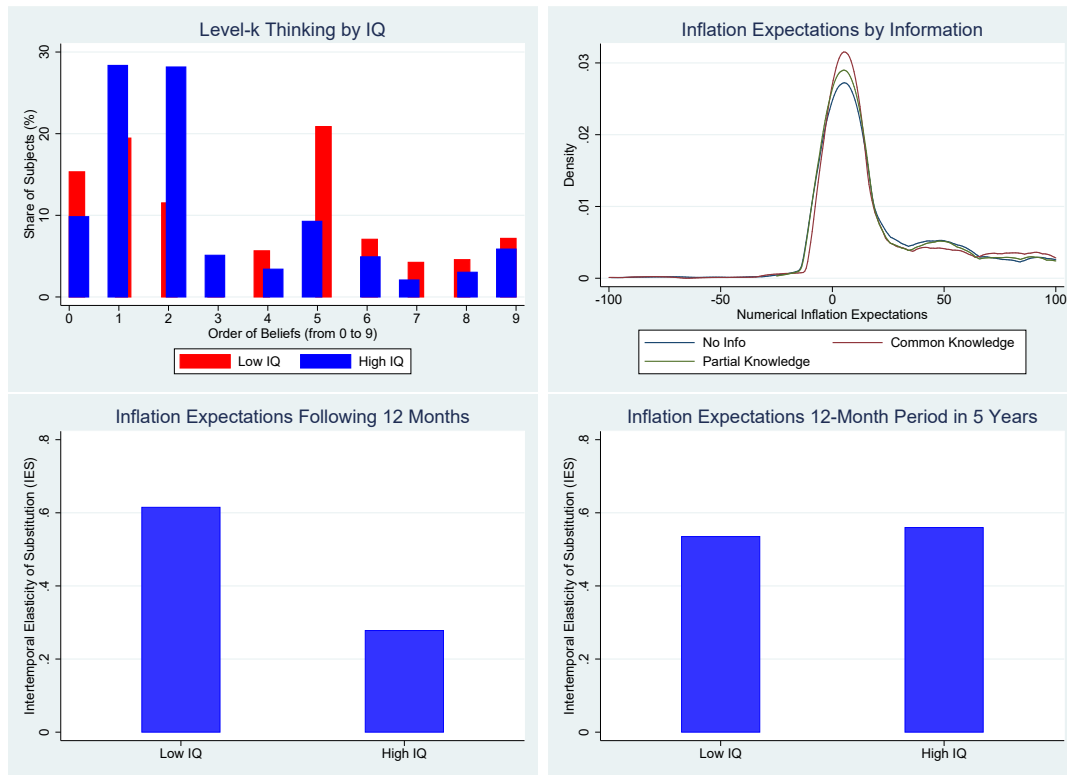 Level-k Thinking by IQ
Share of Subjects (%)
30
20
10
0
0 1 2 3 4 5 6 7 8 9
Order of Beliefs (from 0 to 9)
Low IQ High IQ
Inflation Expectations by Information
Density
.03
.02
.01
0
-100 -50 0 50 100
Numerical Inflation Expectations
No Info Common Knowledge
Partial Knowledge
Inflation Expectations Following 12 Months
Intertemporal Elasticity of Substitution (IES)
.8
.6
.4
.2
0
Low IQ High IQ
Inflation Expectations 12-Month Period in 5 Years
Intertemporal Elasticity of Substitution (IES)
.8
.6
.4
.2
0
Low IQ High IQ